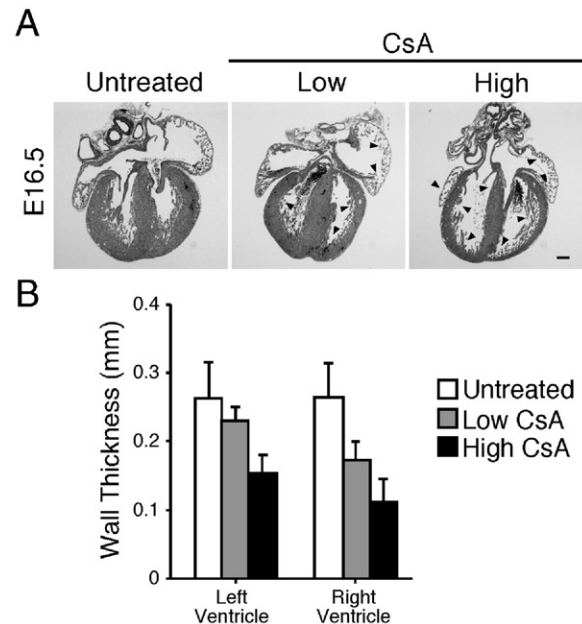 A
CsA
Untreated
Low
High
E16.5
B
Wall Thickness (mm)
0.4
0.3
0.2
0.1
0
Left
Ventricle
Right
Ventricle
Untreated
Low CsA
High CsA